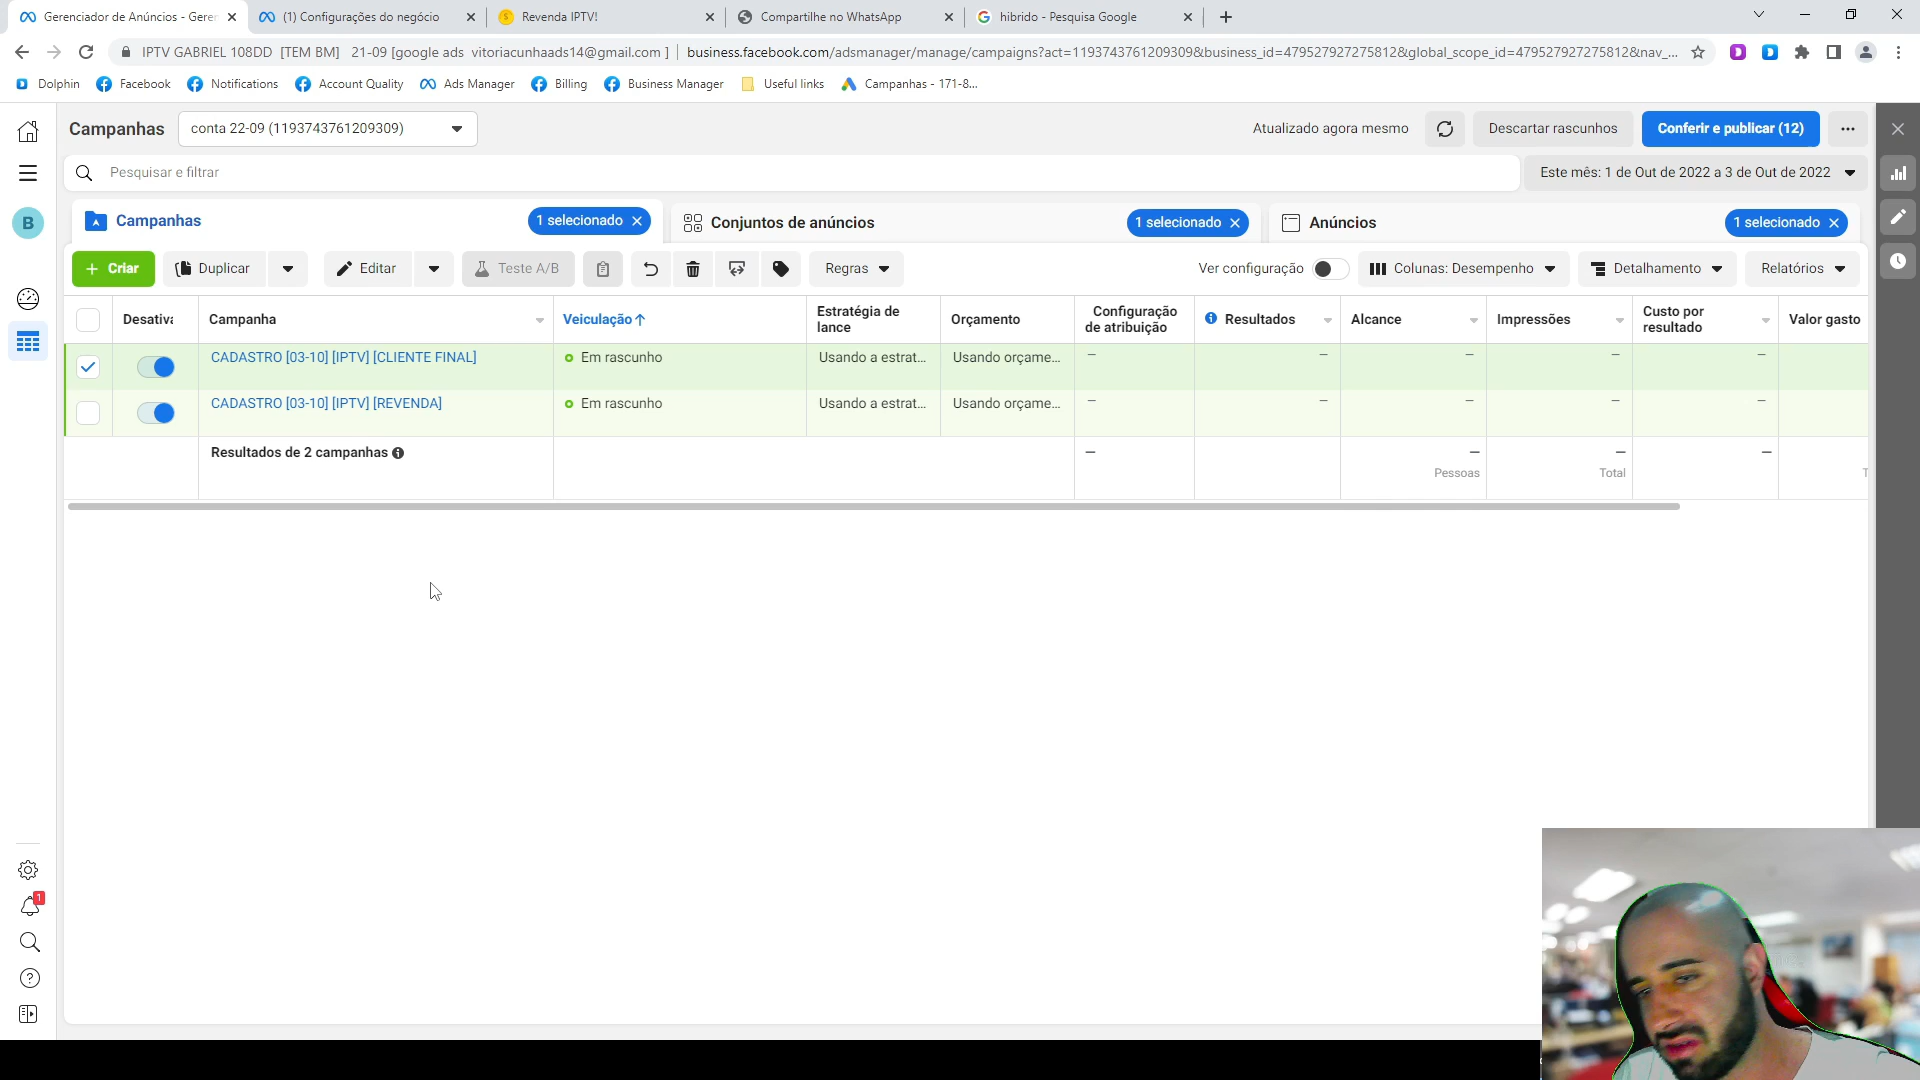 Gerenciador de Anúncios - Geren
(1) Configurações do negócio
Revenda IPTV!
Compartilhe no WhatsApp
hibrido - Pesquisa Google
IPTV GABRIEL 108DD [TEM BM] 21-09 [google ads vitoriacunhaads14@gmail.com ]
business.facebook.com/adsmanager/manage/campaigns?act=1193743761209309&business_id=479527927275812&global_scope_id=479527927275812&nav_...
Dolphin
Facebook
Notifications
Account Quality
Ads Manager
Billing
Business Manager
Useful links
Campanhas - 171-8...
Campanhas
conta 22-09 (1193743761209309)
Atualizado agora mesmo
Descartar rascunhos
Conferir e publicar (12)
Pesquisar e filtrar
Este mês: 1 de Out de 2022 a 3 de Out de 2022
B
Campanhas
1 selecionado
Conjuntos de anúncios
1 selecionado
Anúncios
1 selecionado
+ Criar
Duplicar
Editar
Teste A/B
Regras
Ver configuração
Colunas: Desempenho
Detalhamento
Relatórios
Desativa
Campanha
Veiculação↑
Estratégia de lance
Orçamento
Configuração de atribuição
Resultados
Alcance
Impressões
Custo por resultado
Valor gasto
CADASTRO [03-10] [IPTV] [CLIENTE FINAL]
Em rascunho
Usando a estrat...
Usando orçame...
— — — — —
CADASTRO [03-10] [IPTV] [REVENDA]
Em rascunho
Usando a estrat...
Usando orçame...
— — — — —
Resultados de 2 campanhas
— — — —
Pessoas
Total
T
1